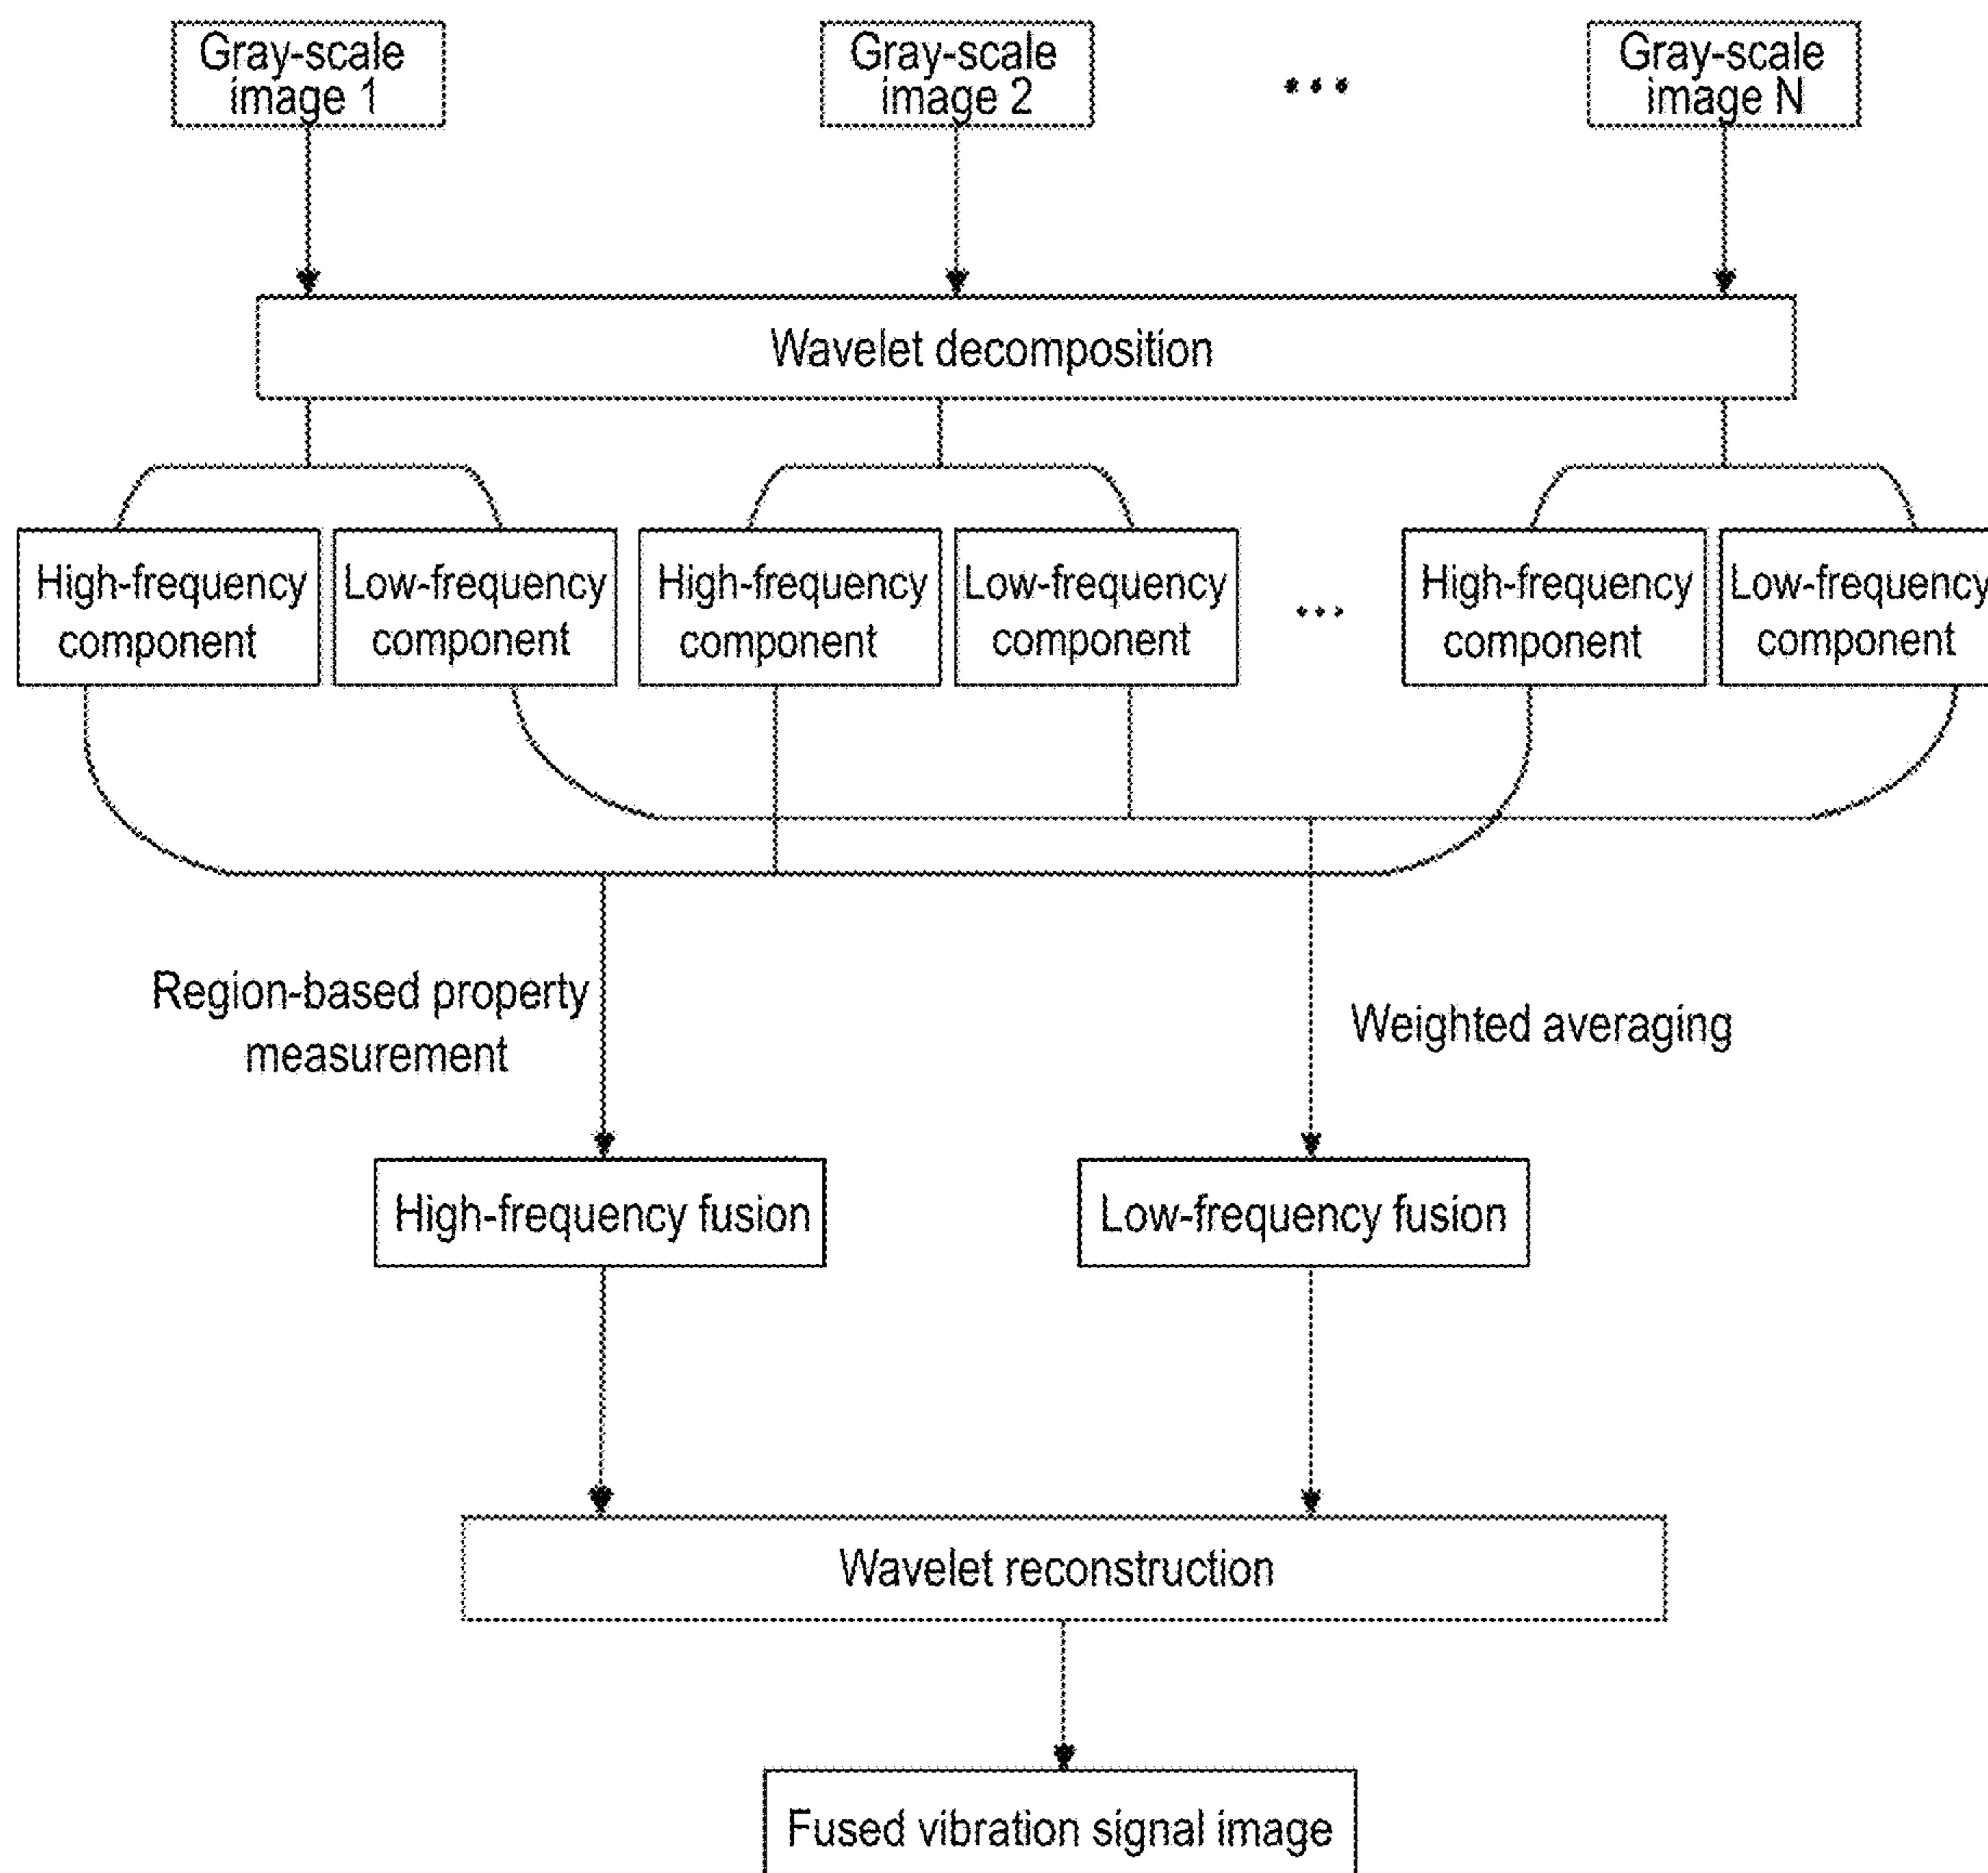 Gray-scale
image 1
Gray-scale
image 2
...
Gray-scale
image N
Wavelet decomposition
High-frequency
component
Low-frequency
component
High-frequency
component
Low-frequency
component
...
High-frequency
component
Low-frequency
component
Region-based property
measurement
Weighted averaging
High-frequency fusion
Low-frequency fusion
Wavelet reconstruction
Fused vibration signal image